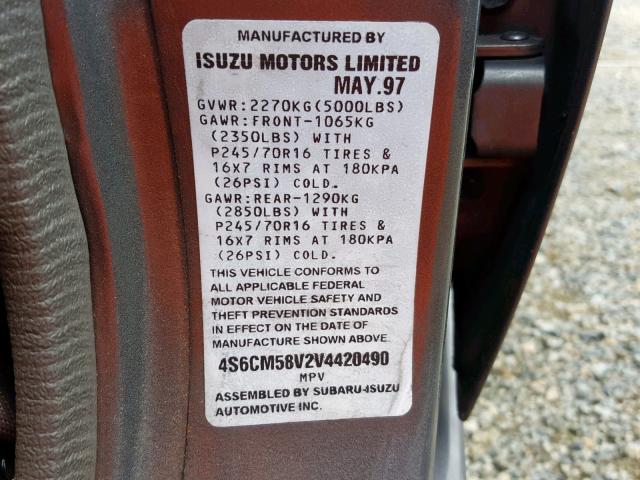 MANUFACTURED BY
ISUZU MOTORS LIMITED
MAY.97
GVWR:2270KG(5000LBS)
GAWR:FRONT-1065KG
(2350LBS) WITH
P245/70R16 TIRES &
16X7 RIMS AT 180KPA
(26PSI) COLD.
GAWR:REAR-1290KG
(2850LBS) WITH
P245/70R16 TIRES &
16X7 RIMS AT 180KPA
(26PSI) COLD.
THIS VEHICLE CONFORMS TO
ALL APPLICABLE FEDERAL
MOTOR VEHICLE SAFETY AND
THEFT PREVENTION STANDARDS
IN EFFECT ON THE DATE OF
MANUFACTURE SHOWN ABOVE.
4S6CM58V2V4420490
MPV
ASSEMBLED BY SUBARU-ISUZU
AUTOMOTIVE INC.